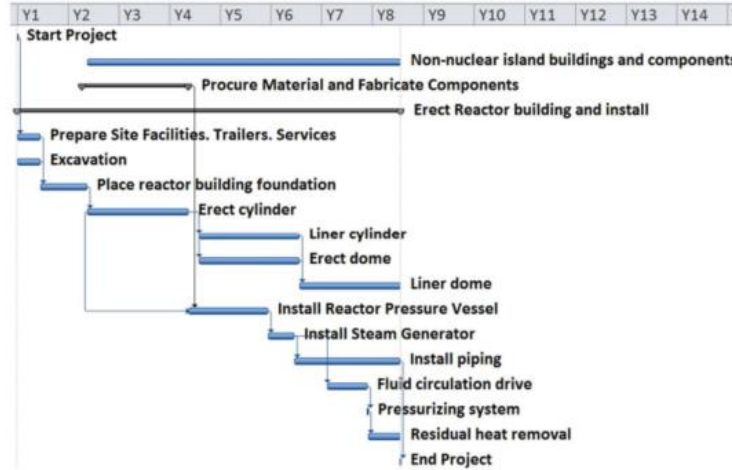 Y1 Y2 Y3 Y4 Y5 Y6 Y7 Y8 Y9 Y10 Y11 Y12 Y13 Y14
Start Project
Non-nuclear island buildings and components
Procure Material and Fabricate Components
Erect Reactor building and install
Prepare Site Facilities. Trailers. Services
Excavation
Place reactor building foundation
Erect cylinder
Liner cylinder
Erect dome
Liner dome
Install Reactor Pressure Vessel
Install Steam Generator
Install piping
Fluid circulation drive
Pressurizing system
Residual heat removal
End Project